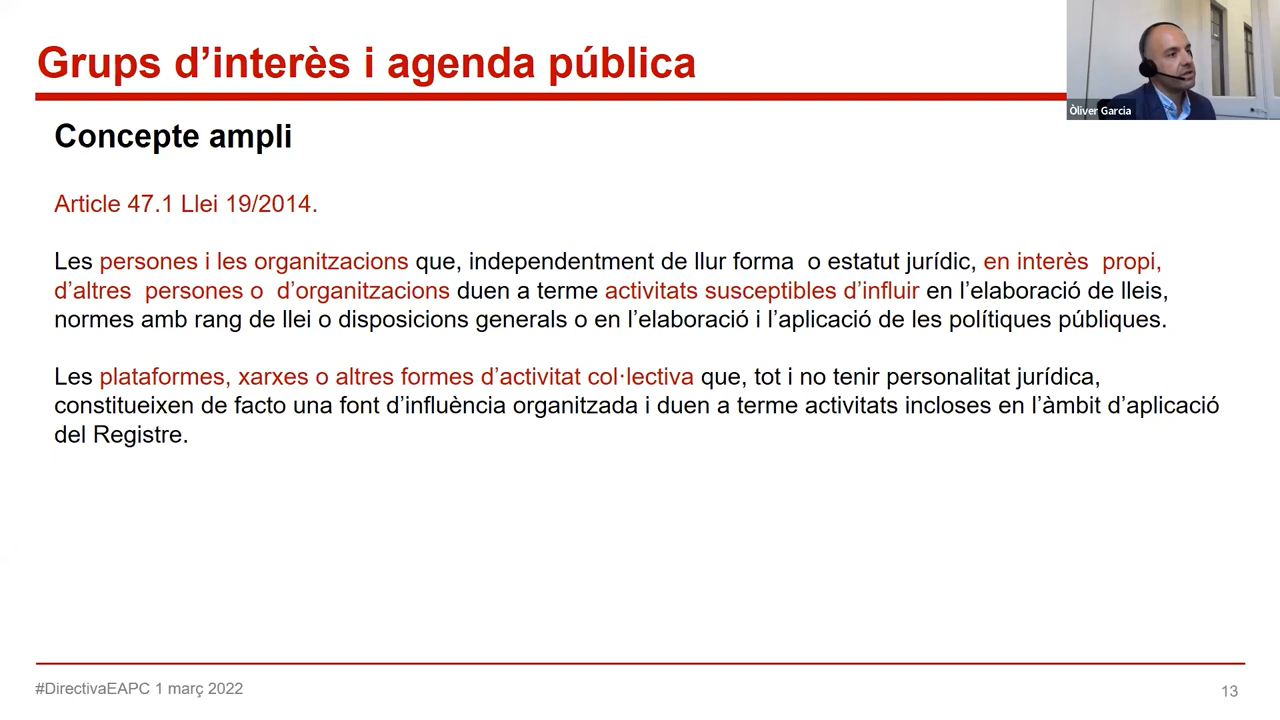 Grups d’interès i agenda pública
Òliver Garcia
Concepte ampli
Article 47.1 Llei 19/2014.
Les persones i les organitzacions que, independentment de llur forma o estatut jurídic, en interès propi,
d’altres persones o d’organitzacions duen a terme activitats susceptibles d’influir en l’elaboració de lleis,
normes amb rang de llei o disposicions generals o en l’elaboració i l’aplicació de les polítiques públiques.
Les plataformes, xarxes o altres formes d’activitat col·lectiva que, tot i no tenir personalitat jurídica,
constitueixen de facto una font d’influència organitzada i duen a terme activitats incloses en l’àmbit d’aplicació
del Registre.
#DirectivaEAPC 1 març 2022
13